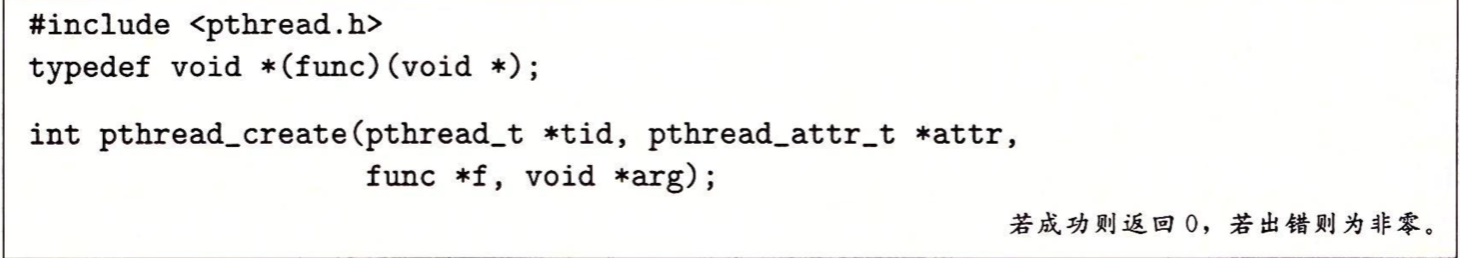 #include <pthread.h>
typedef void *(func)(void *);
int pthread_create(pthread_t *tid, pthread_attr_t *attr,
func *f, void *arg);
若成功则返回 0，若出错则为非零。